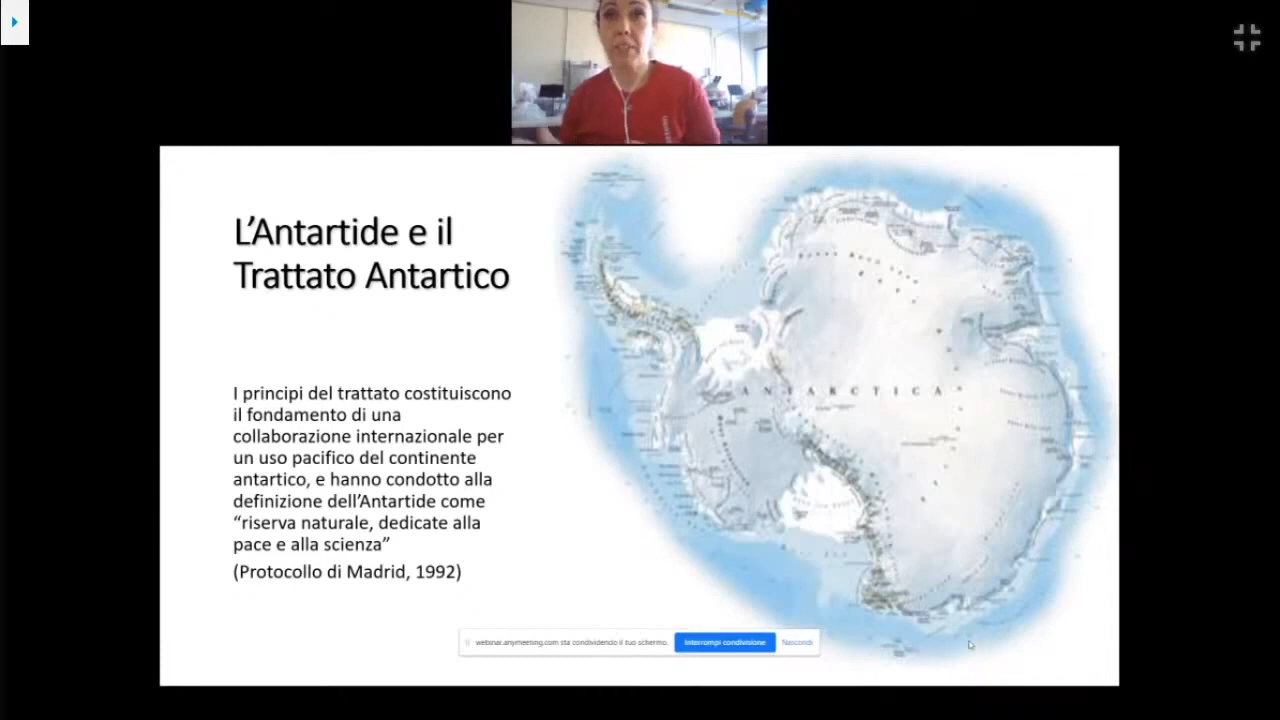 L'Antartide e il
Trattato Antartico
I principi del trattato costituiscono
il fondamento di una
collaborazione internazionale per
un uso pacifico del continente
antartico, e hanno condotto alla
definizione dell'Antartide come
“riserva naturale, dedicate alla
pace e alla scienza”
(Protocollo di Madrid, 1992)
ANTARCTICA
webinar.anymeeting.com sta condividendo il tuo schermo.
Interrompi condivisione
Nascondi